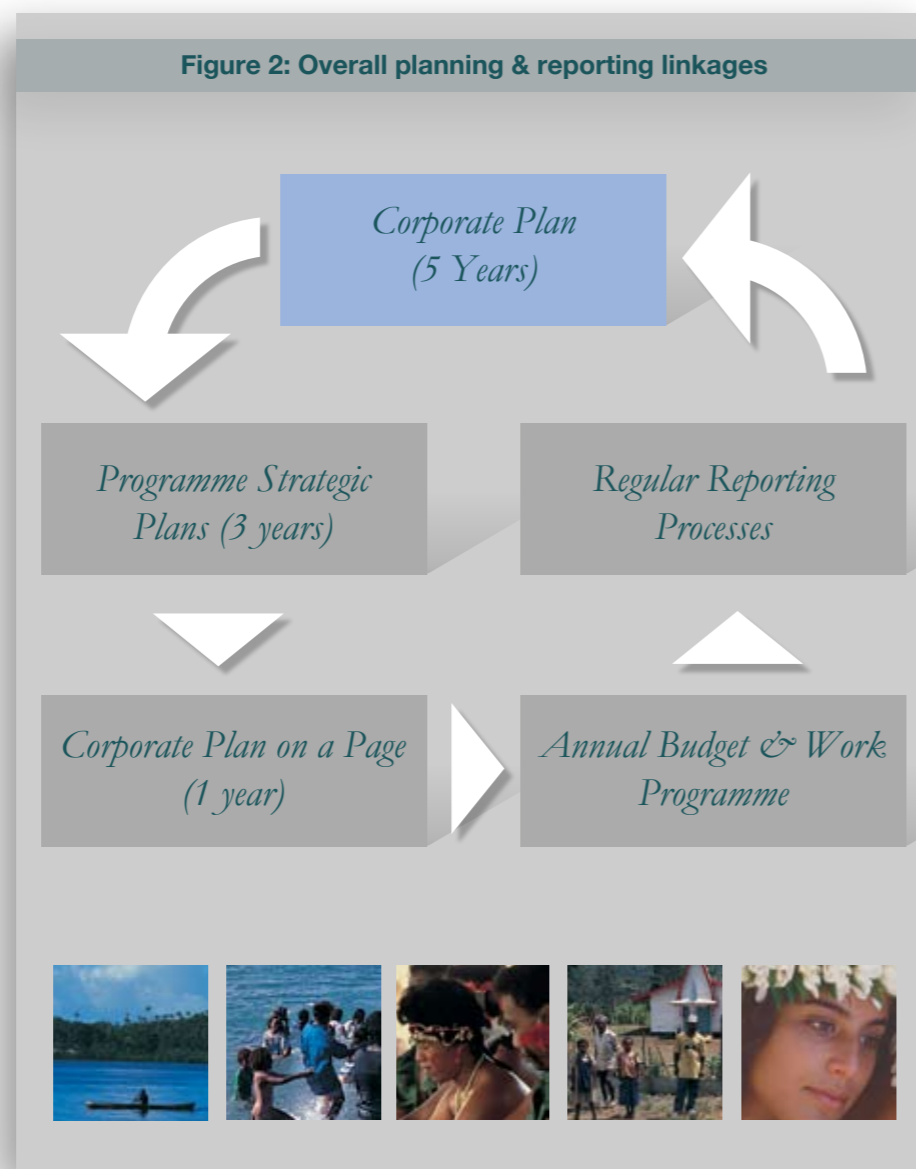 Figure 2: Overall planning & reporting linkages
Corporate Plan
(5 Years)
Programme Strategic
Plans (3 years)
Regular Reporting
Processes
Corporate Plan on a Page
(1 year)
Annual Budget & Work
Programme